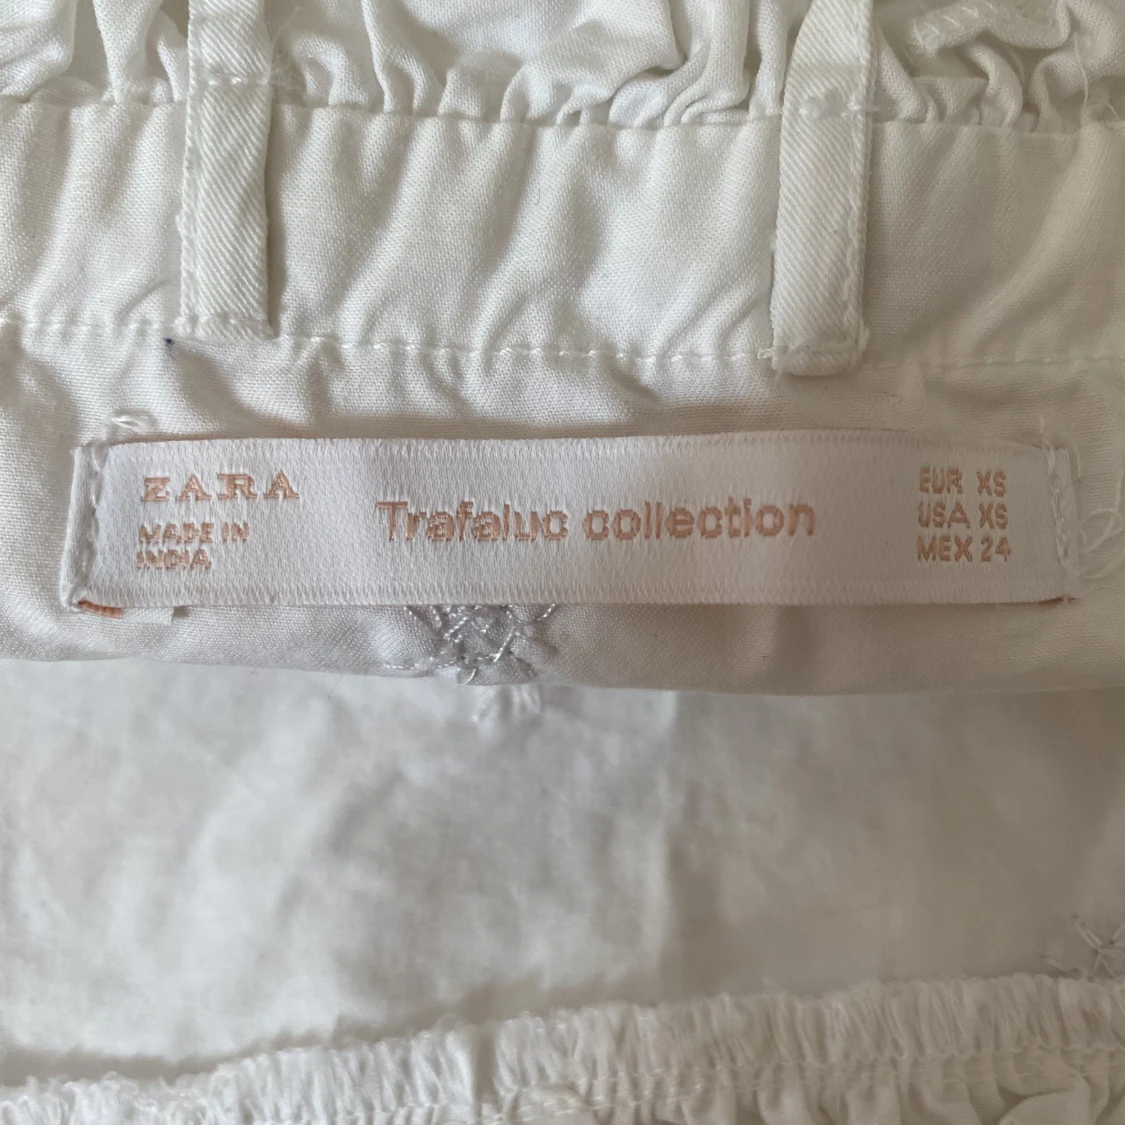 ZARA
MADE IN
INDIA
Trafaluc collection
EUR XS
USA XS
MEX 24